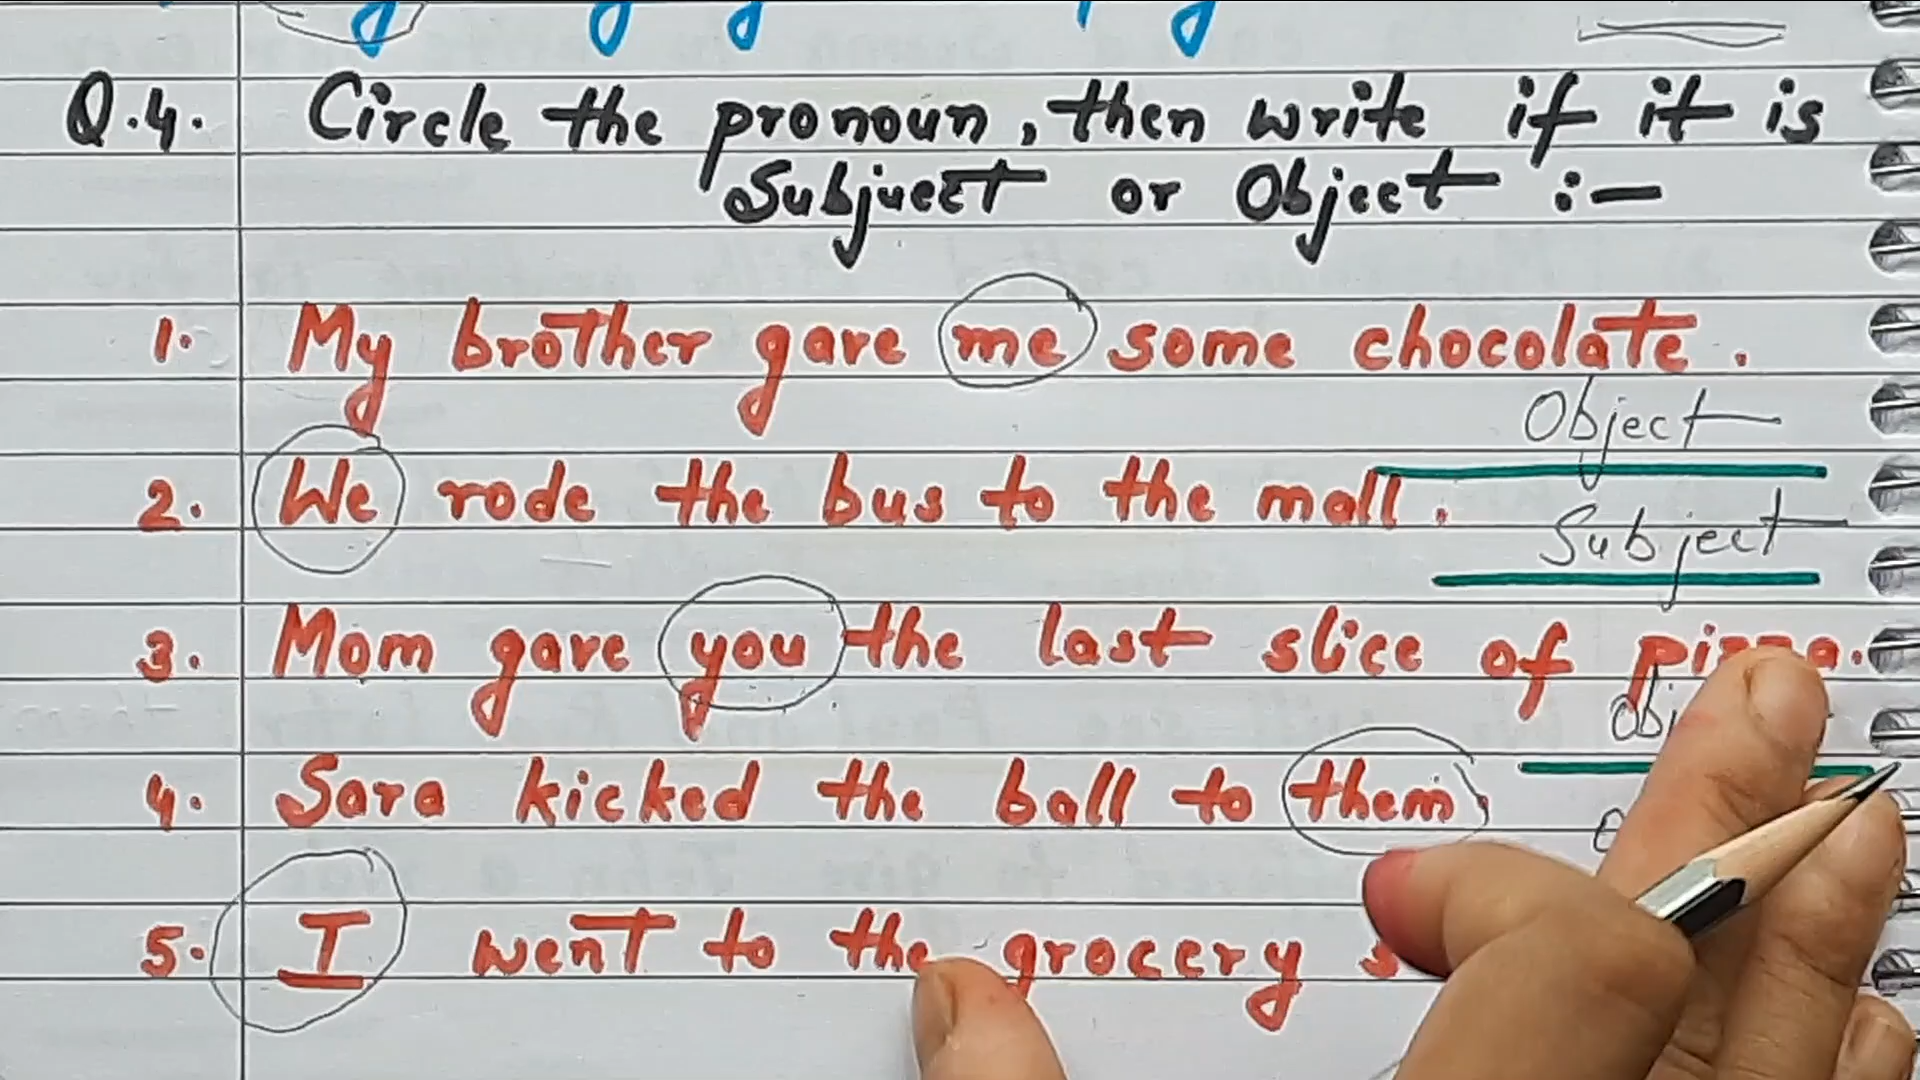 Q.4. Circle the pronoun, then write if it is
Subjuect or Object :-
1. My brother gave me some chocolate.
Object
2. We rode the bus to the mall.
Subject
3. Mom gave you the last slice of pizza.
4. Sara kicked the ball to them.
5. I went to the grocery